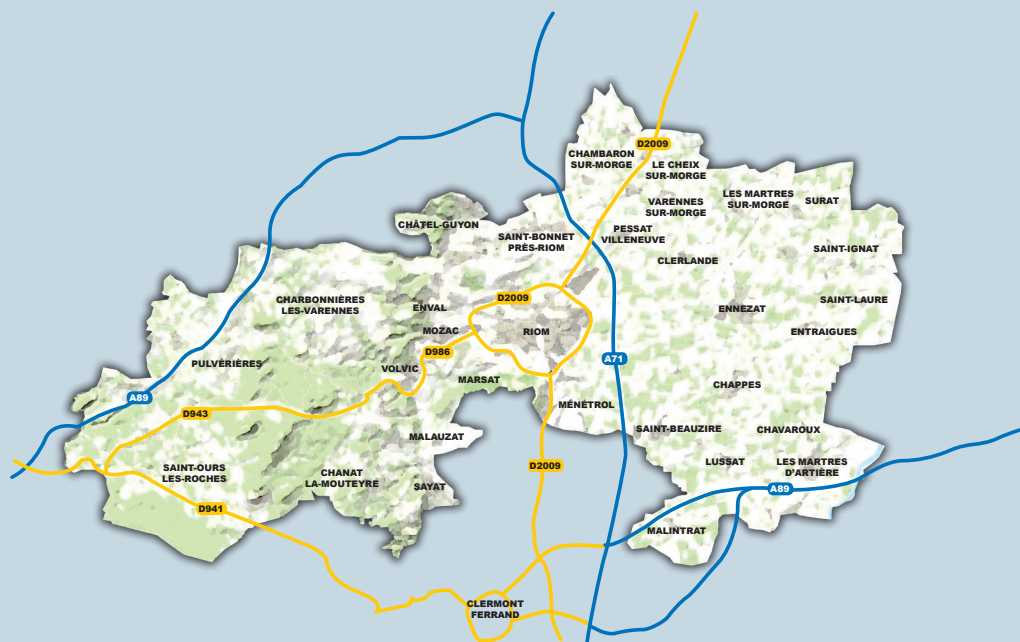 D2009
CHAMBARON
SUR-MORGE
LE CHEIX
SUR-MORGE
LES MARTRES
SUR-MORGE
SURAT
VARENNES
SUR-MORGE
CHÂTEL-GUYON
SAINT-BONNET
PRÈS-RIOM
PESSAT
VILLENEUVE
SAINT-IGNAT
CLERLANDE
CHARBONNIÈRES
LES-VARENNES
ENVAL
D2009
ENNEZAT
SAINT-LAURE
MOZAC
RIOM
ENTRAIGUES
D986
A71
PULVÉRIÈRES
VOLVIC
MARSAT
CHAPPES
A89
D943
MÉNÉTROL
MALAUZAT
SAINT-BEAUZIRE
CHAVAROUX
D2009
LUSSAT
LES MARTRES
D'ARTIÈRE
SAINT-OURS
LES-ROCHES
CHANAT
LA-MOUTEYRE
SAYAT
A89
D941
MALINTRAT
CLERMONT
FERRAND